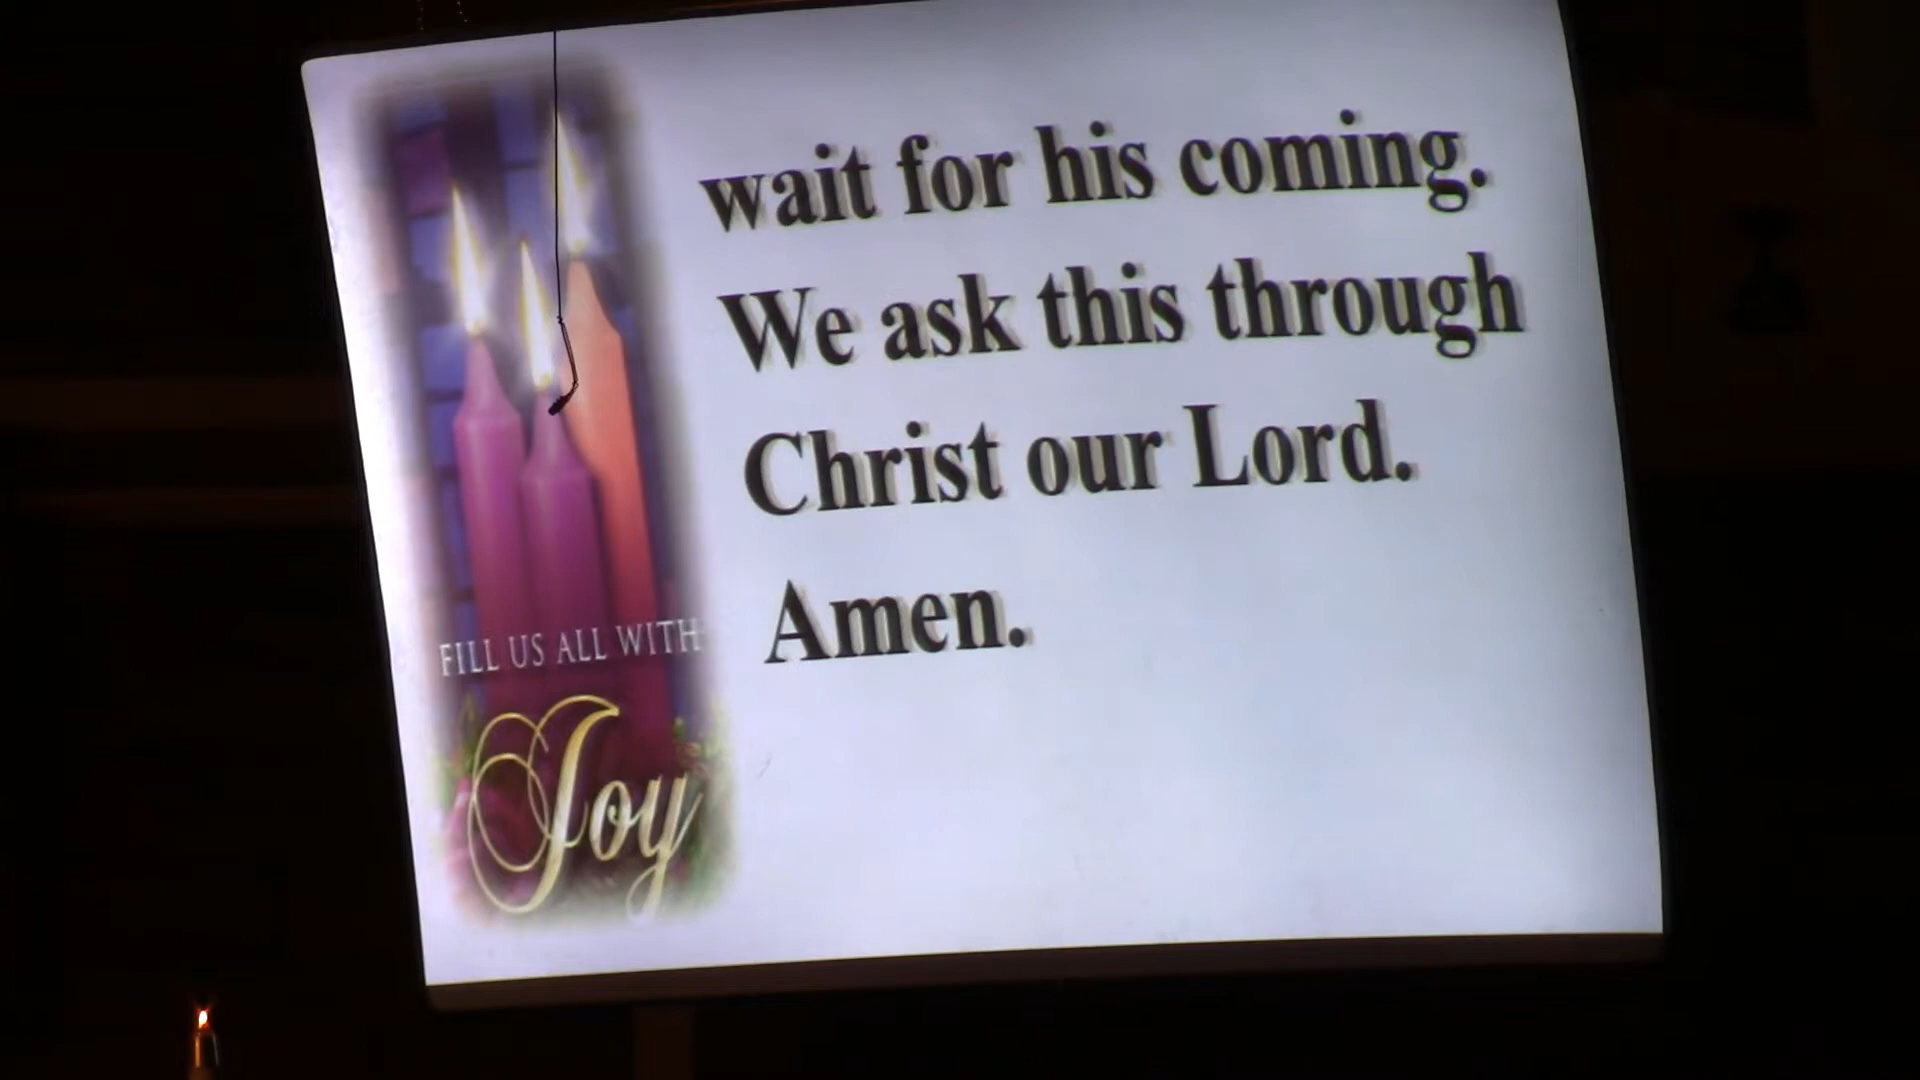 wait for his coming.
We ask this through
Christ our Lord.
Amen.
FILL US ALL WITH
Joy